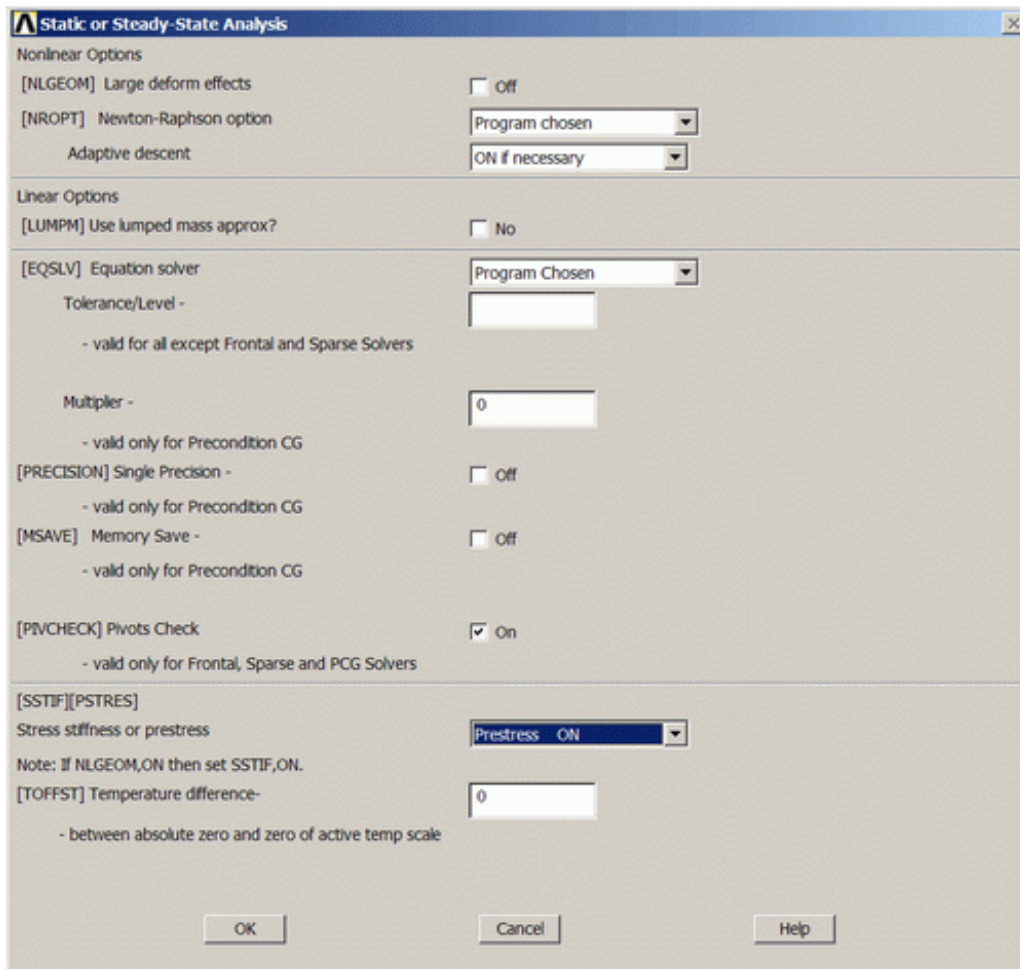 Static or Steady-State Analysis
Nonlinear Options
[NLGEOM] Large deform effects
Off
[NROPT] Newton-Raphson option
Program chosen
Adaptive descent
ON if necessary
Linear Options
[LUMPM] Use lumped mass approx?
No
[EQSLV] Equation solver
Program Chosen
Tolerance/Level -
- valid for all except Frontal and Sparse Solvers
Multiplier -
0
- valid only for Precondition CG
[PRECISION] Single Precision -
Off
- valid only for Precondition CG
[MSAVE] Memory Save -
Off
- valid only for Precondition CG
[PIVCHECK] Pivots Check
On
- valid only for Frontal, Sparse and PCG Solvers
[SSTIF][PSTRES]
Stress stiffness or prestress
Prestress ON
Note: If NLGEOM,ON then set SSTIF,ON.
[TOFFST] Temperature difference-
0
- between absolute zero and zero of active temp scale
OK
Cancel
Help